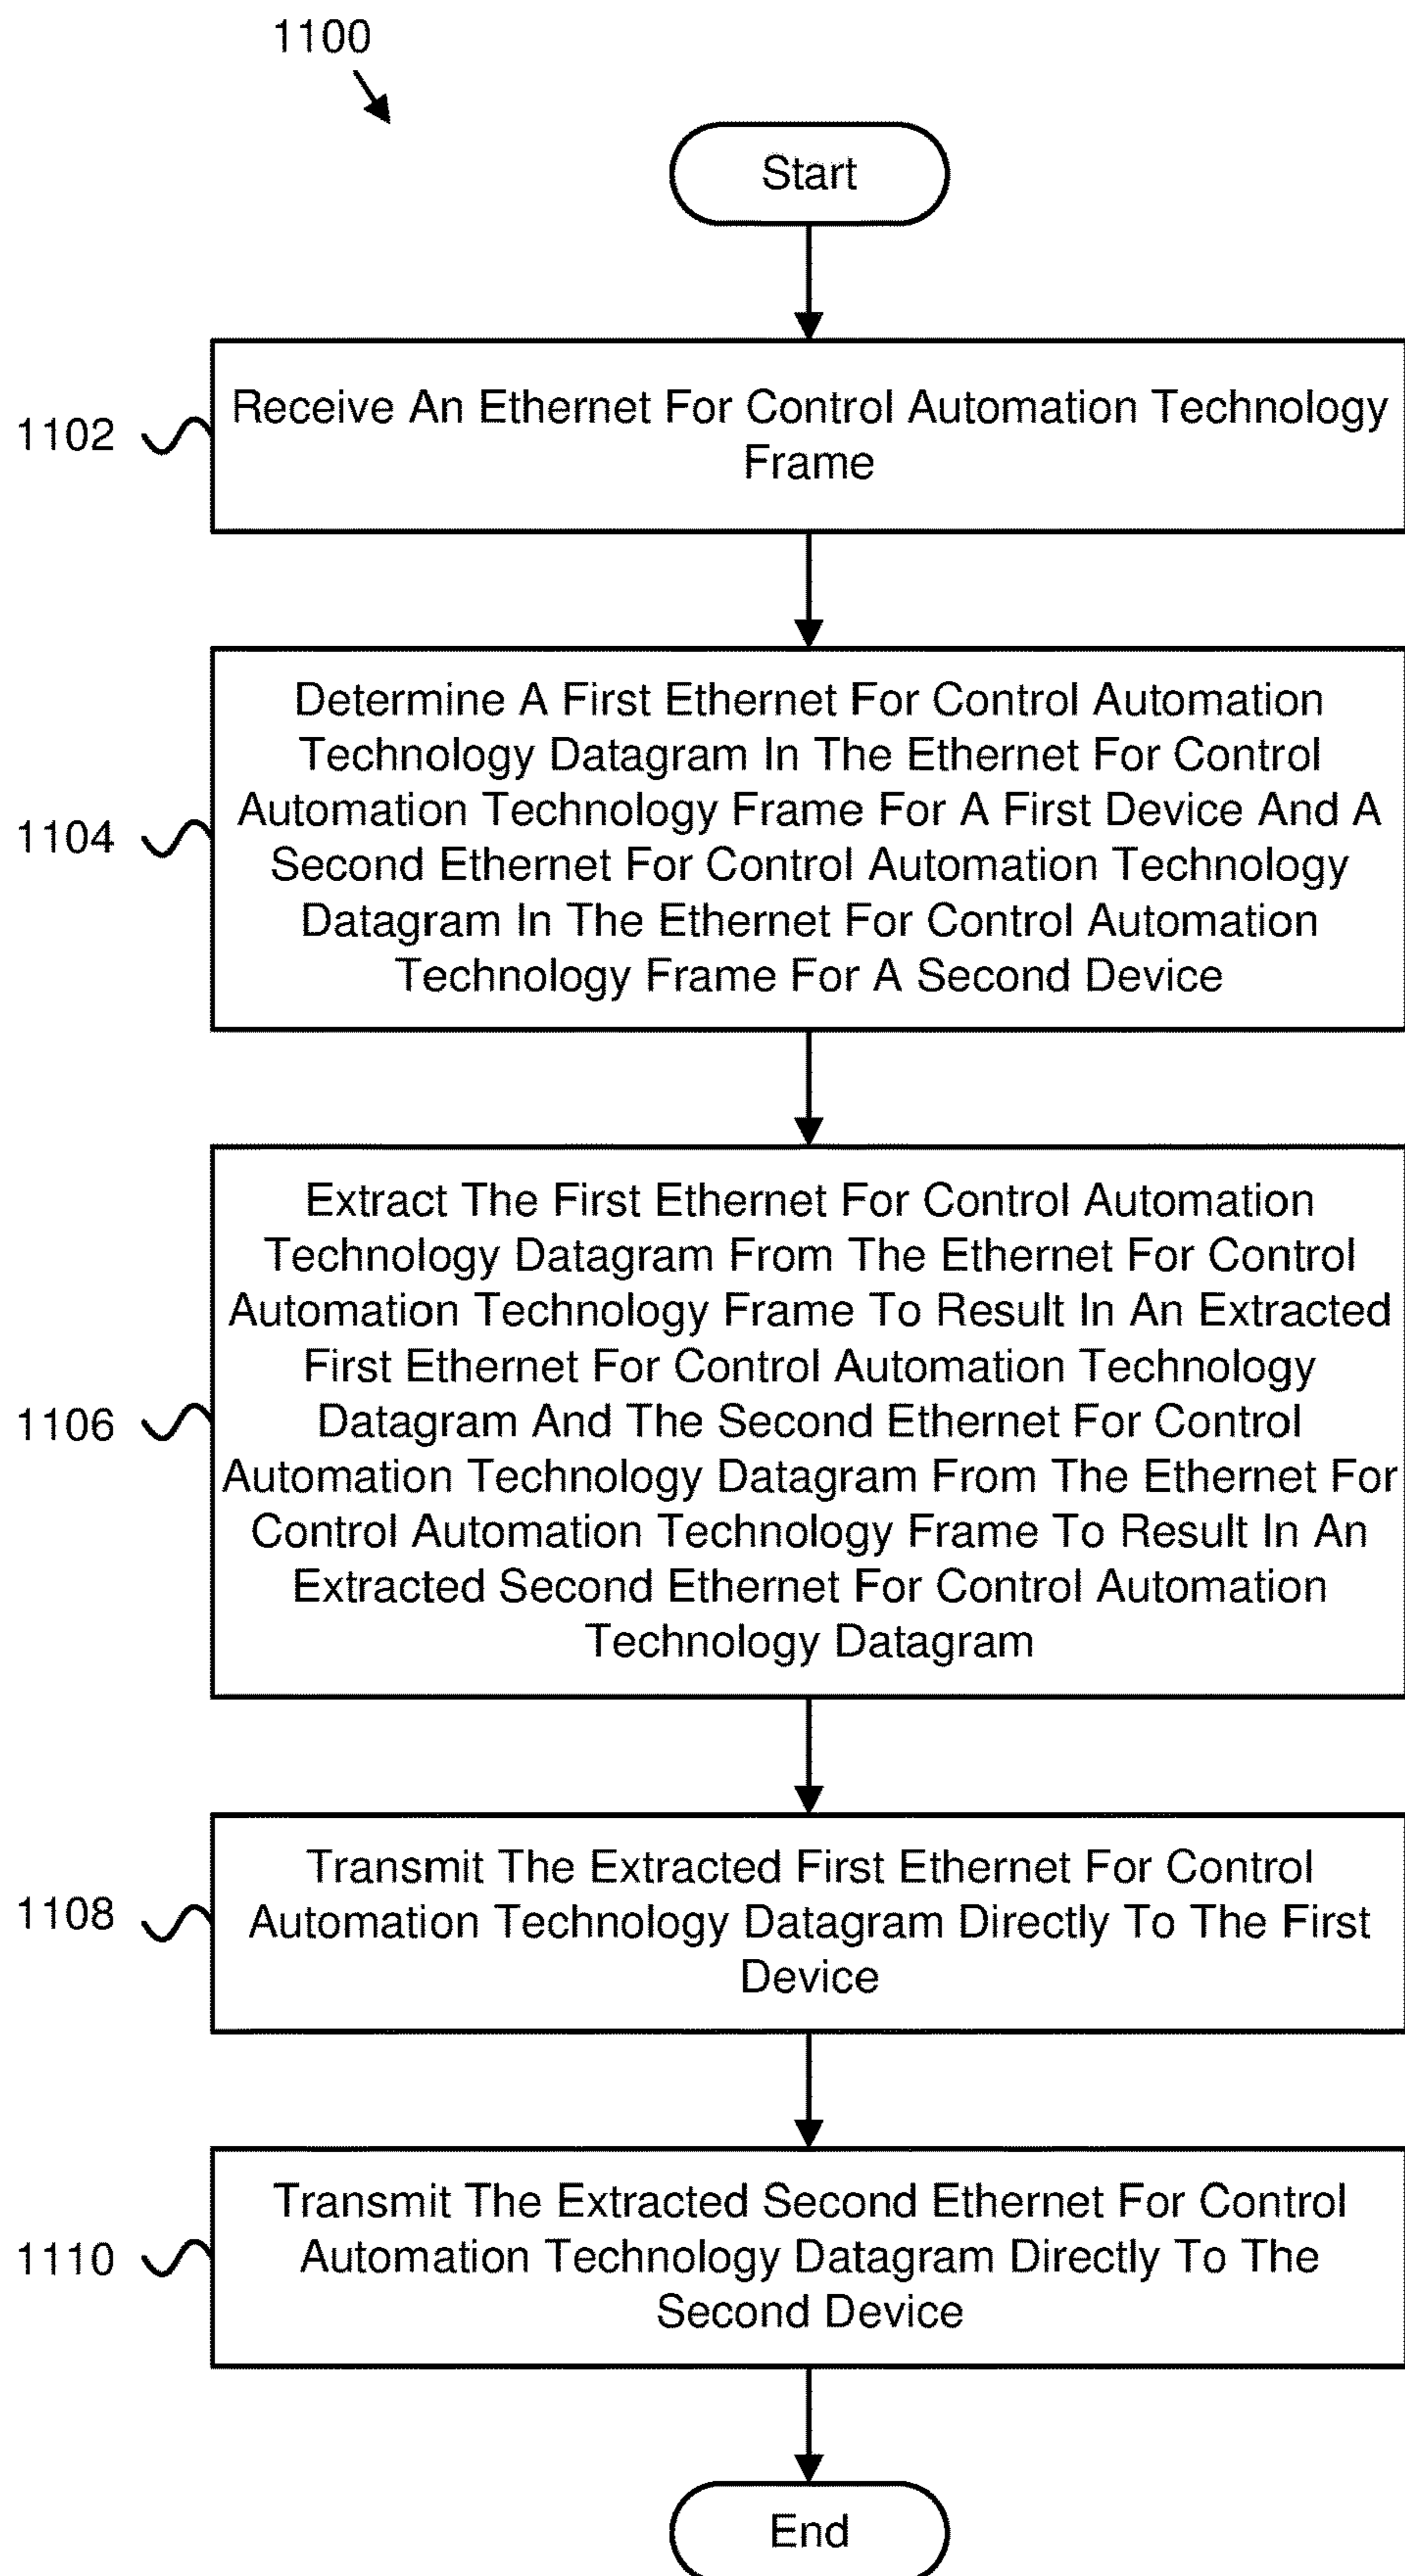 1100
Start
1102
Receive An Ethernet For Control Automation Technology
Frame
1104
Determine A First Ethernet For Control Automation
Technology Datagram In The Ethernet For Control
Automation Technology Frame For A First Device And A
Second Ethernet For Control Automation Technology
Datagram In The Ethernet For Control Automation
Technology Frame For A Second Device
1106
Extract The First Ethernet For Control Automation
Technology Datagram From The Ethernet For Control
Automation Technology Frame To Result In An Extracted
First Ethernet For Control Automation Technology
Datagram And The Second Ethernet For Control
Automation Technology Datagram From The Ethernet For
Control Automation Technology Frame To Result In An
Extracted Second Ethernet For Control Automation
Technology Datagram
1108
Transmit The Extracted First Ethernet For Control
Automation Technology Datagram Directly To The First
Device
1110
Transmit The Extracted Second Ethernet For Control
Automation Technology Datagram Directly To The
Second Device
End